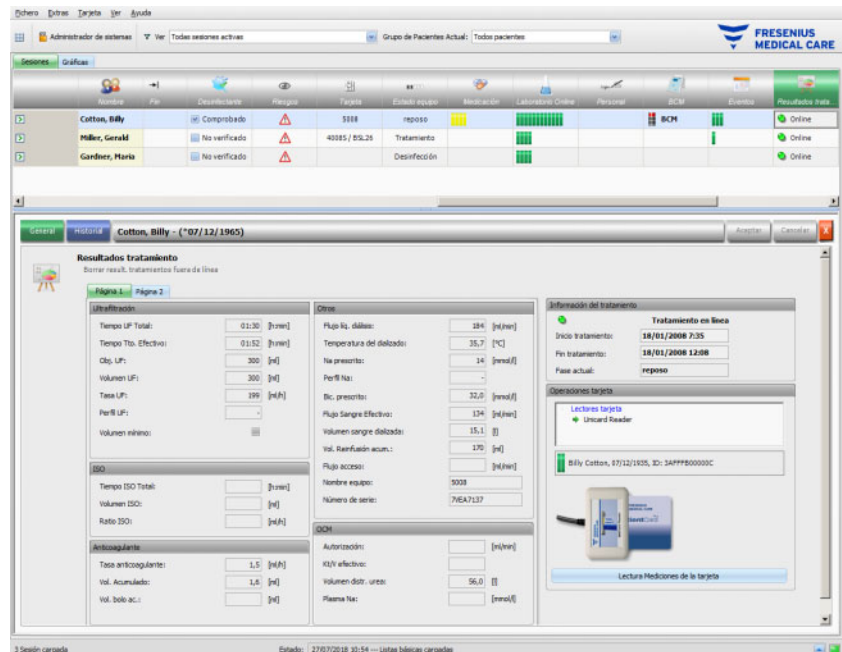 Fichero Extras Tarjeta Ver Ayuda
Administrador de sistemas Ver Todas sesiones activas Grupo de Pacientes Actual: Todos pacientes
FRESENIUS
MEDICAL CARE
Sesiones Gráficas
Nombre Fin Desinfectante Riesgos Tarjeta Estado equipo Medicación Laboratorio Online Personal BCM Eventos Resultados trata
Cotton, Billy Comprobado 5008 reposo BCM Online
Miller, Gerald No verificado 40085 / BSL26 Tratamiento Online
Gardner, Maria No verificado Desinfección Online
General Historial Cotton, Billy - (*07/12/1965) Aceptar Cancelar X
Resultados tratamiento
Borrar result. tratamientos fuera de línea
Página 1 Página 2
Ultrafiltración
Tiempo UF Total: 01:30 [h:min]
Tiempo Tto. Efectivo: 01:52 [h:min]
Obj. UF: 300 [ml]
Volumen UF: 300 [ml]
Tasa UF: 199 [ml/h]
Perfil UF: -
Volumen mínimo:
ISO
Tiempo ISO Total: [h:min]
Volumen ISO: [ml]
Ratio ISO: [ml/h]
Anticoagulante
Tasa anticoagulante: 1,5 [ml/h]
Vol. Acumulado: 1,6 [ml]
Vol. bolo ac.: [ml]
Otros
Flujo líq. diálisis: 184 [ml/min]
Temperatura del dializado: 35,7 [°C]
Na prescrito: 14 [mmol/l]
Perfil Na: -
Bic. prescrito: 32,0 [mmol/l]
Flujo Sangre Efectivo: 134 [ml/min]
Volumen sangre dializada: 15,1 [l]
Vol. Reinfusión acum.: 170 [ml]
Flujo acceso: [ml/min]
Nombre equipo: 5008
Número de serie: 7VEA7137
OCM
Autorización: [ml/min]
Kt/V efectivo:
Volumen distr. urea: 56,0 [l]
Plasma Na: [mmol/l]
Información del tratamiento
Tratamiento en línea
Inicio tratamiento: 18/01/2008 7:35
Fin tratamiento: 18/01/2008 12:08
Fase actual: reposo
Operaciones tarjeta
Lectores tarjeta
Unicard Reader
Billy Cotton, 07/12/1935, ID: 3AFFFB00000C
Lectura Mediciones de la tarjeta
3 Sesión cargada Estado: 27/07/2018 10:54 --- Listas básicas cargadas